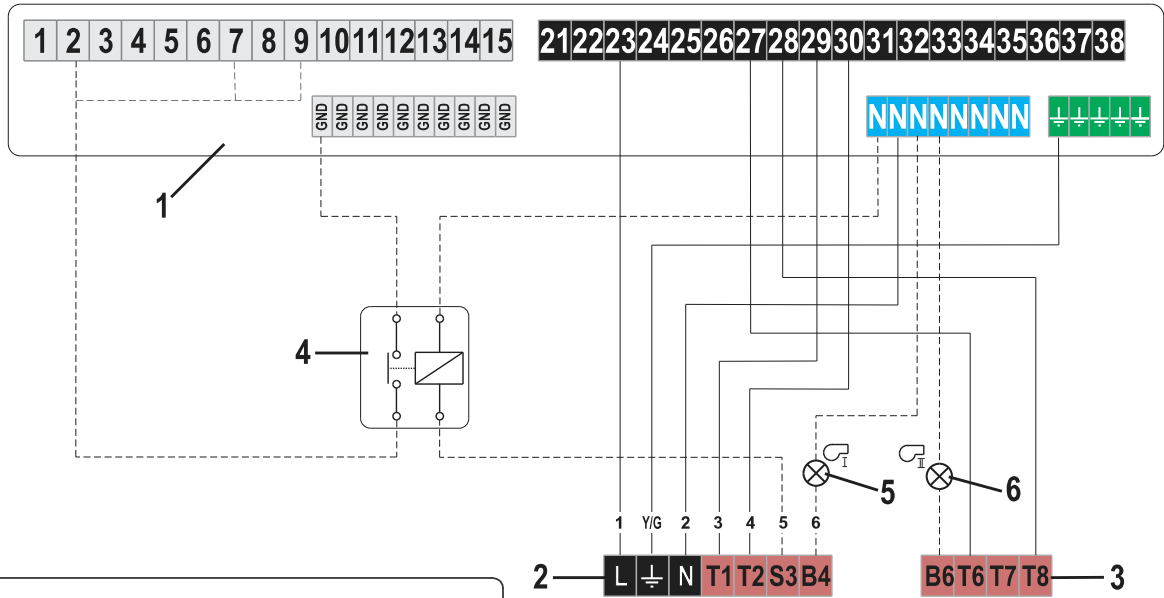 1 2 3 4 5 6 7 8 9 10 11 12 13 14 15 21 22 23 24 25 26 27 28 29 30 31 32 33 34 35 36 37 38
GND GND GND GND GND GND GND GND GND GND N N N N N N N N
1
4
I II
5 6
1 Y/G 2 3 4 5 6
2 L N T1 T2 S3 B4 B6 T6 T7 T8 3